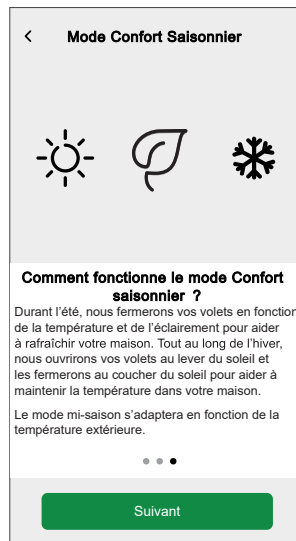 Mode Confort Saisonnier
Comment fonctionne le mode Confort
saisonnier ?
Durant l’été, nous fermerons vos volets en fonction
de la température et de l’éclairement pour aider
à rafraîchir votre maison. Tout au long de l’hiver,
nous ouvrirons vos volets au lever du soleil et
les fermerons au coucher du soleil pour aider à
maintenir la température dans votre maison.
Le mode mi-saison s’adaptera en fonction de la
température extérieure.
Suivant